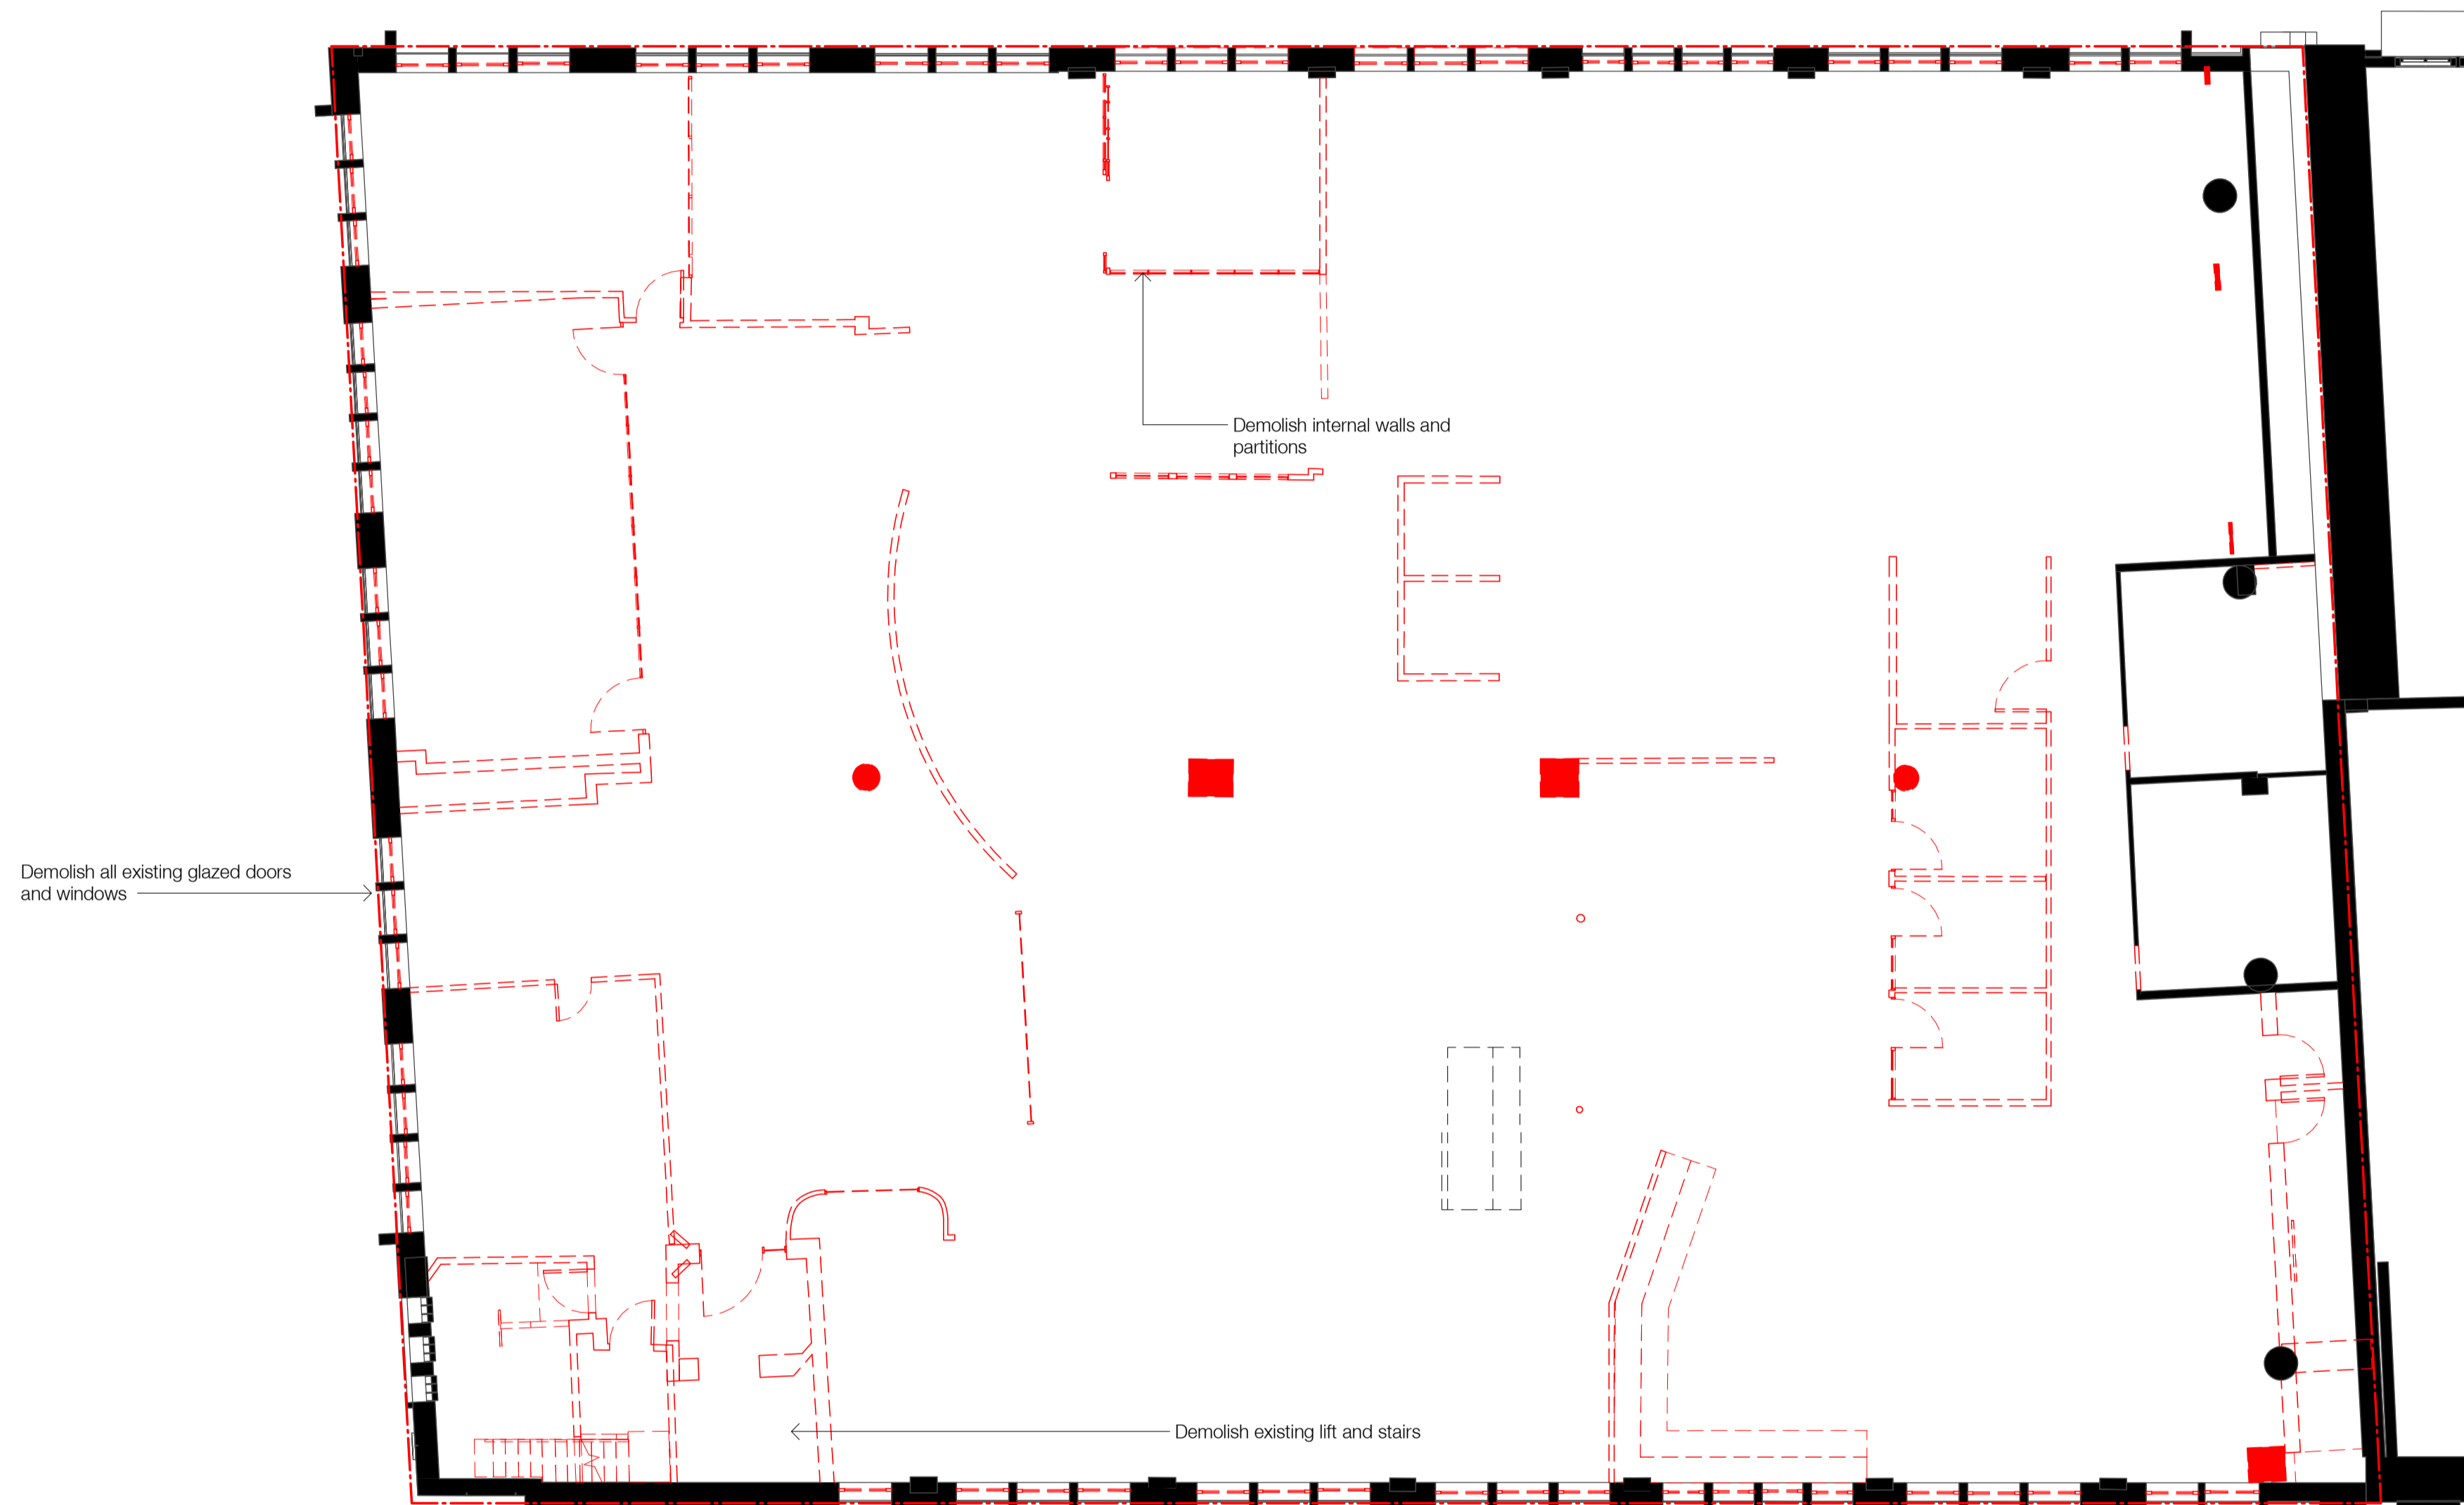 Demolish internal walls and
partitions
Demolish all existing glazed doors
and windows
Demolish existing lift and stairs